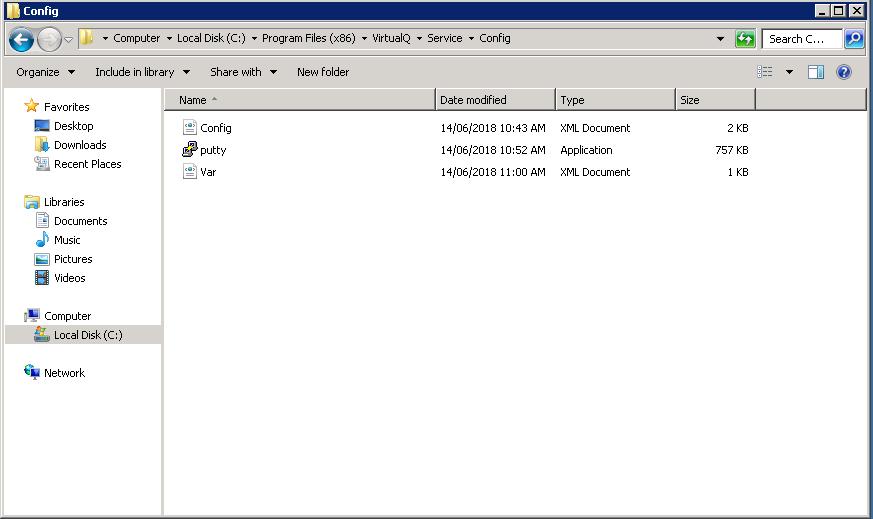 Config
Computer Local Disk (C:) Program Files (x86) VirtualQ Service Config Search C...
Organize Include in library Share with New folder
Name Date modified Type Size
Favorites
Desktop
Downloads
Recent Places
Libraries
Documents
Music
Pictures
Videos
Computer
Local Disk (C:)
Network
Config 14/06/2018 10:43 AM XML Document 2 KB
putty 14/06/2018 10:52 AM Application 757 KB
Var 14/06/2018 11:00 AM XML Document 1 KB